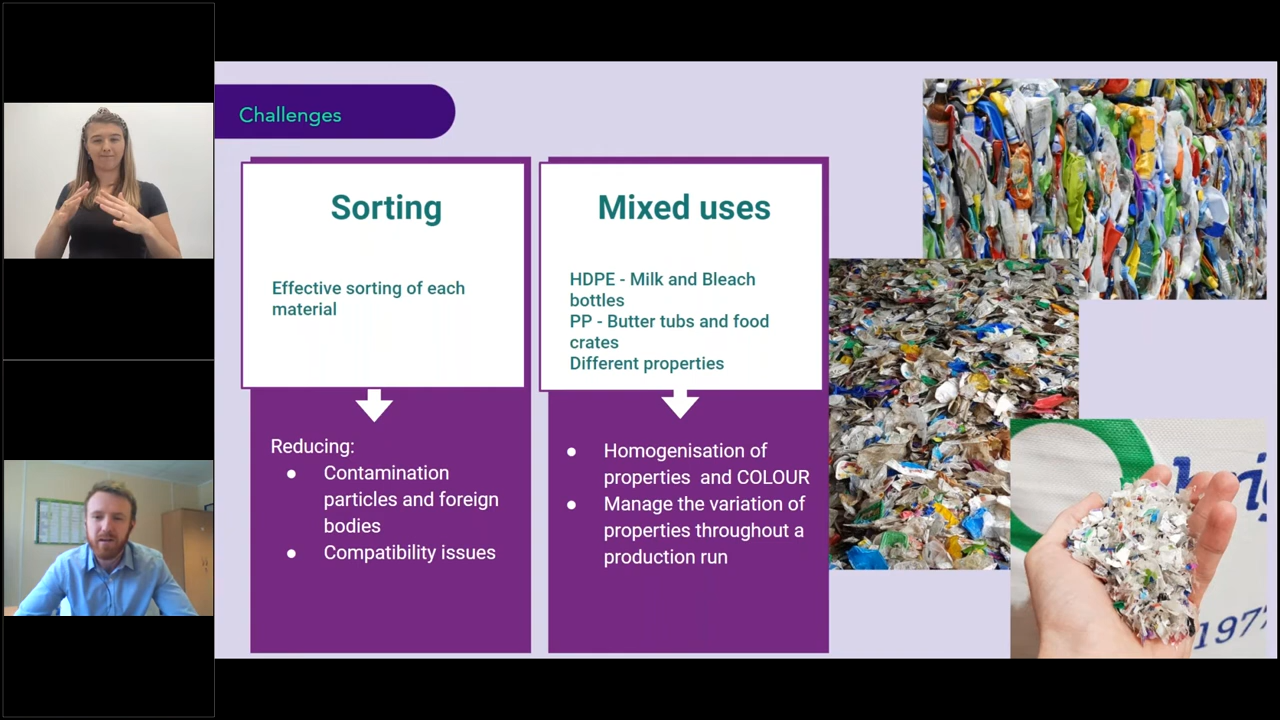 Challenges
Sorting
Effective sorting of each
material
Reducing:
● Contamination
particles and foreign
bodies
● Compatibility issues
Mixed uses
HDPE - Milk and Bleach
bottles
PP - Butter tubs and food
crates
Different properties
● Homogenisation of
properties and COLOUR
● Manage the variation of
properties throughout a
production run
1977